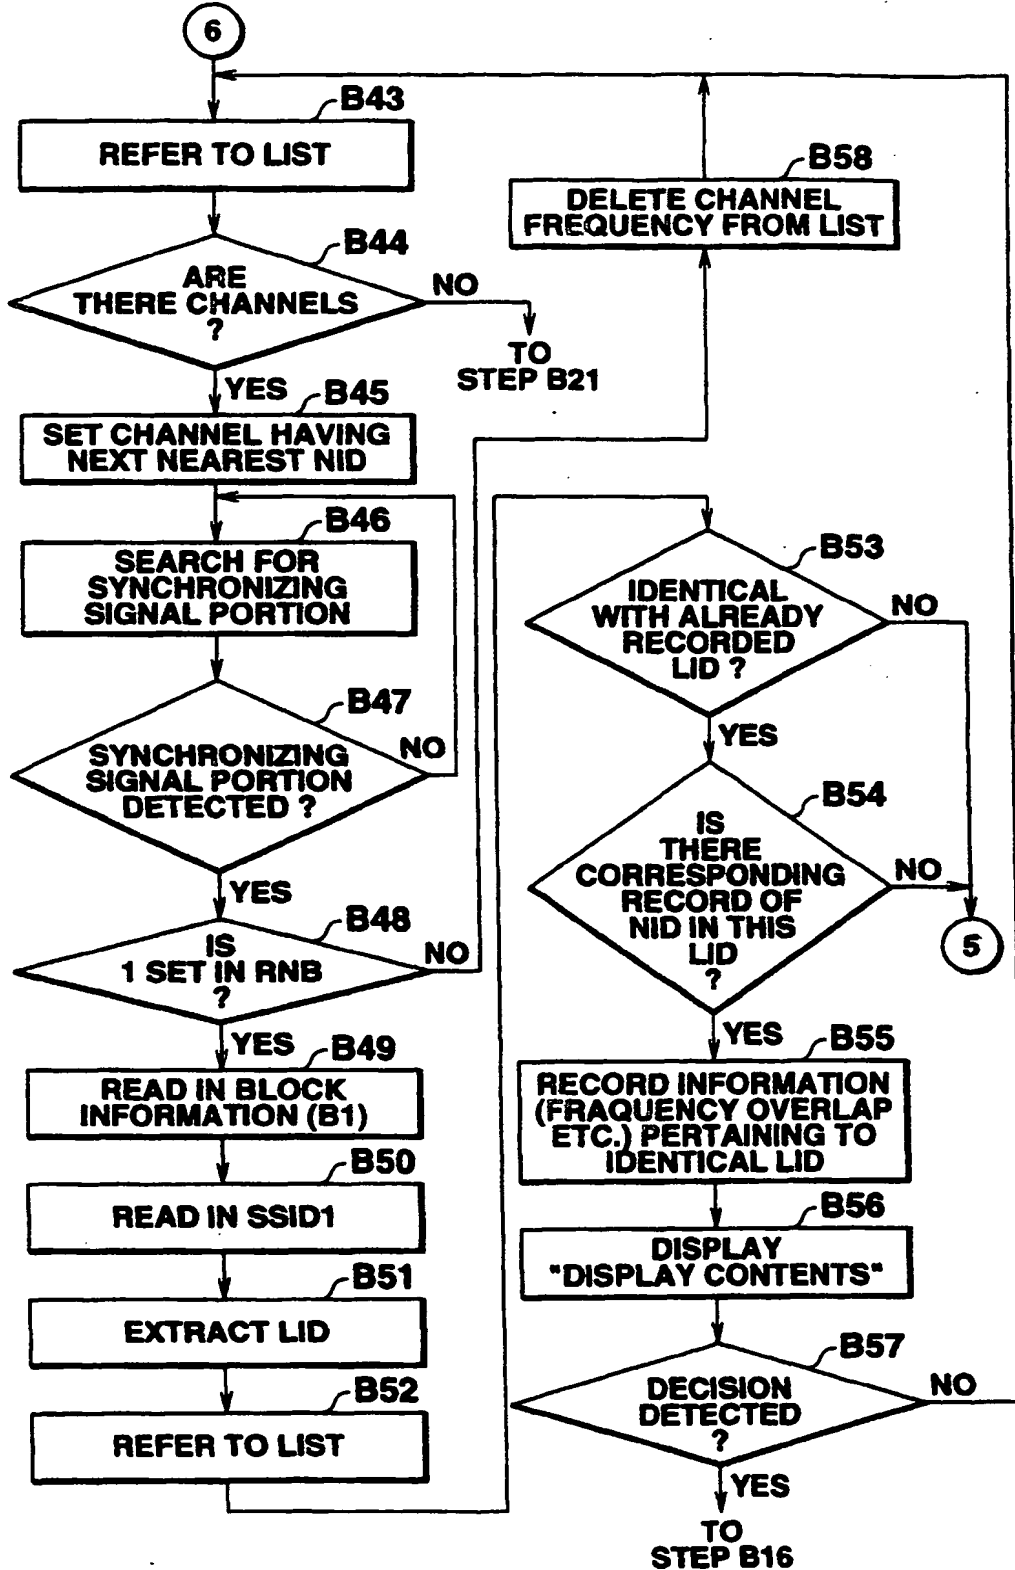 6
B43
REFER TO LIST
B44
ARE
THERE CHANNELS
?
NO
TO
STEP B21
YES
B45
SET CHANNEL HAVING
NEXT NEAREST NID
B46
SEARCH FOR
SYNCHRONIZING
SIGNAL PORTION
B47
SYNCHRONIZING
SIGNAL PORTION
DETECTED ?
NO
YES
B48
IS
1 SET IN RNB
?
NO
YES
B49
READ IN BLOCK
INFORMATION (B1)
B50
READ IN SSID1
B51
EXTRACT LID
B52
REFER TO LIST
B58
DELETE CHANNEL
FREQUENCY FROM LIST
B53
IDENTICAL
WITH ALREADY
RECORDED
LID ?
NO
YES
B54
IS
THERE
CORRESPONDING
RECORD OF
NID IN THIS
LID
?
NO
5
YES
B55
RECORD INFORMATION
(FRAQUENCY OVERLAP
ETC.) PERTAINING TO
IDENTICAL LID
B56
DISPLAY
"DISPLAY CONTENTS"
B57
DECISION
DETECTED
?
NO
YES
TO
STEP B16